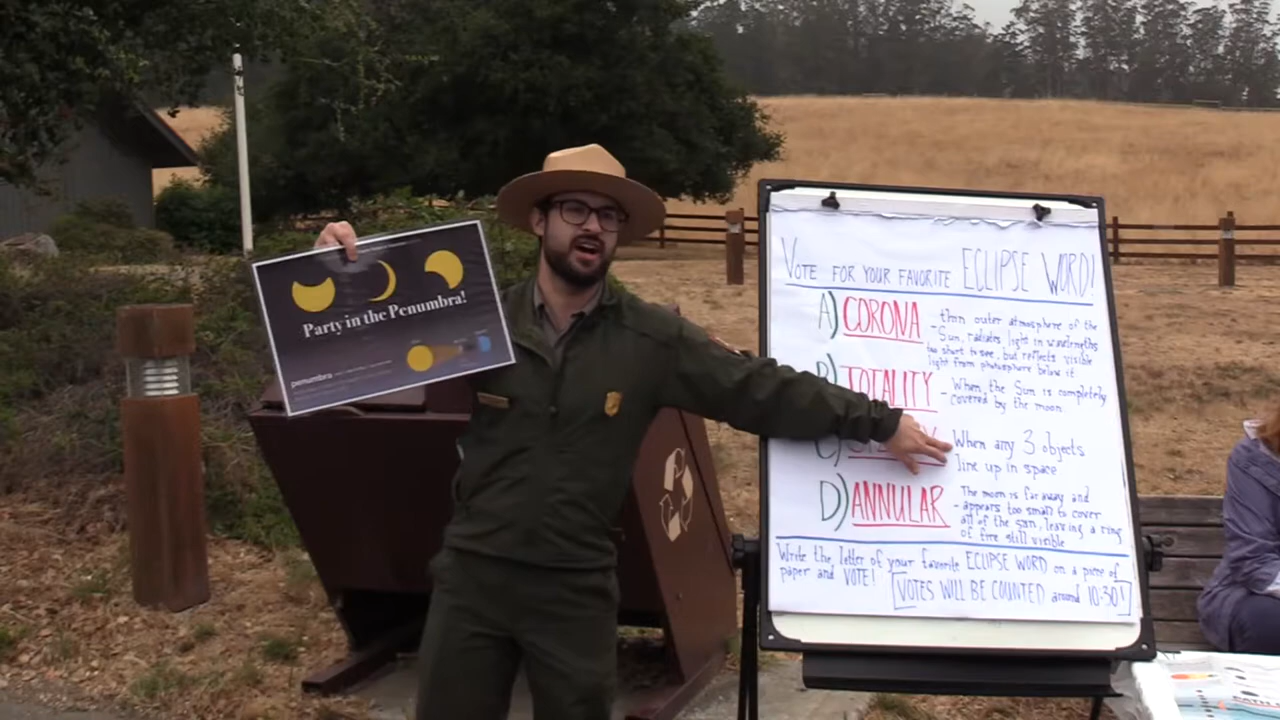 Party in the Penumbra!
penumbra
VOTE FOR YOUR FAVORITE ECLIPSE WORD!
A) CORONA
thin outer atmosphere of the
- Sun, radiates light in wavelengths
too short to see, but reflects visible
light from photosphere below it
B) TOTALITY
- When the Sun is completely
covered by the moon
C)
When any 3 objects
line up in space
D) ANNULAR
The moon is far away and
- appears too small to cover
all of the sun, leaving a ring
of fire still visible
Write the letter of your favorite ECLIPSE WORD on a piece of
paper and VOTE! VOTES WILL BE COUNTED around 10:30!
PATH